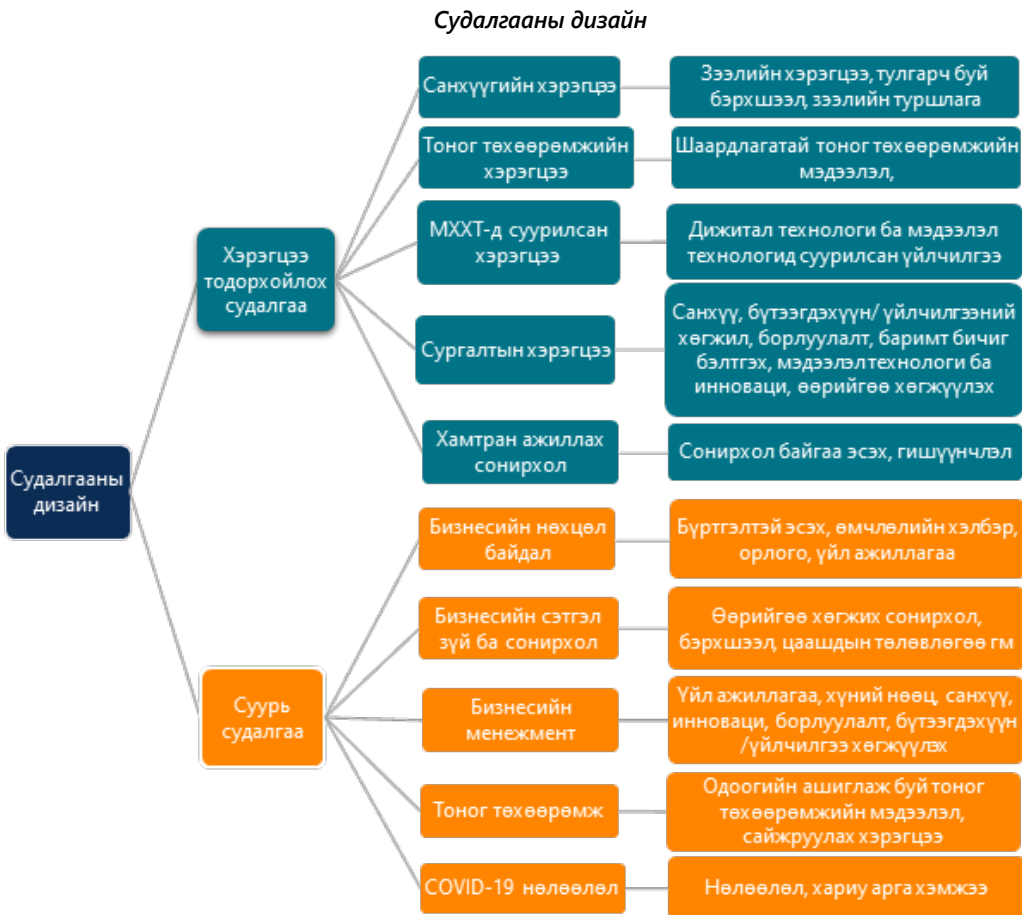 Судалгааны дизайн
Судалгааны
дизайн
Хэрэгцээ
тодорхойлох
судалгаа
Санхүүгийн хэрэгцээ
Зээлийн хэрэгцээ, тулгарч буй
бэрхшээл, зээлийн туршлага
Тоног төхөөрөмжийн
хэрэгцээ
Шаардлагатай тоног төхөөрөмжийн
мэдээлэл,
МХХТ-д суурилсан
хэрэгцээ
Дижитал технологи ба мэдээлэл
технологид суурилсан үйлчилгээ
Сургалтын хэрэгцээ
Санхүү, бүтээгдэхүүн/ үйлчилгээний
хөгжил, борлуулалт, баримт бичиг
бэлтгэх, мэдээлэл технологи ба
инноваци, өөрийгөө хөгжүүлэх
Хамтран ажиллах
сонирхол
Сонирхол байгаа эсэх, гишүүнчлэл
Суурь
судалгаа
Бизнесийн нөхцөл
байдал
Бүртгэлтэй эсэх, өмчлөлийн хэлбэр,
орлого, үйл ажиллагаа
Бизнесийн сэтгэл
зүй ба сонирхол
Өөрийгөө хөгжих сонирхол,
бэрхшээл, цаашдын төлөвлөгөө гм
Бизнесийн
менежмент
Үйл ажиллагаа, хүний нөөц, санхүү,
инноваци, борлуулалт, бүтээгдэхүүн
/үйлчилгээ хөгжүүлэх
Тоног төхөөрөмж
Одоогийн ашиглаж буй тоног
төхөөрөмжийн мэдээлэл,
сайжруулах хэрэгцээ
COVID-19 нөлөөлөл
Нөлөөлөл, хариу арга хэмжээ